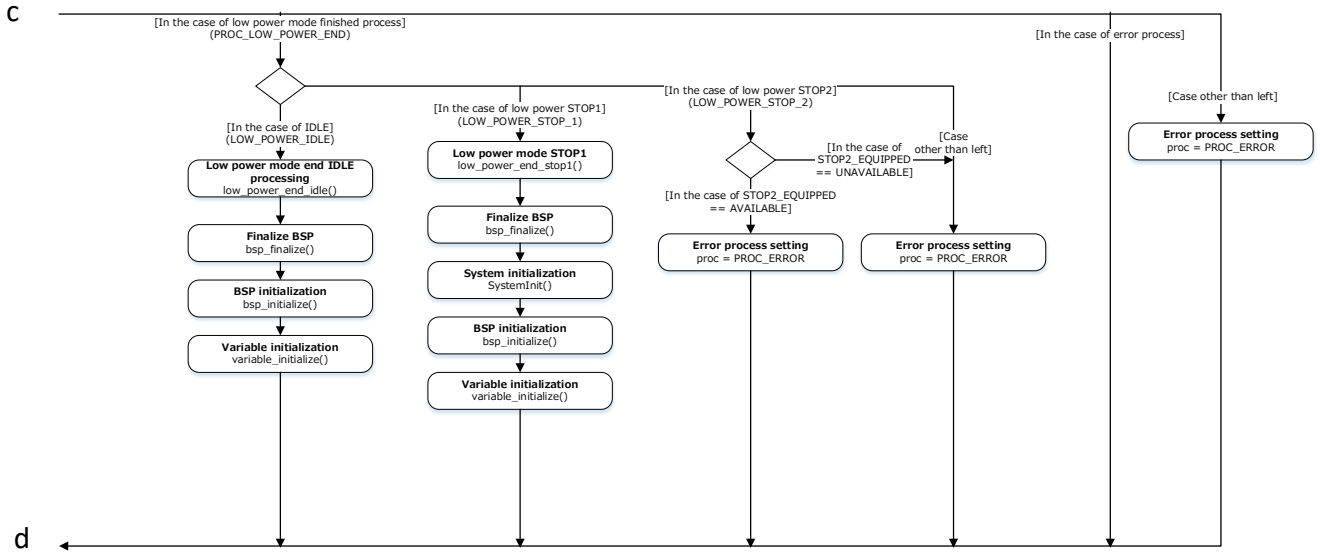 c
[In the case of low power mode finished process]
(PROC_LOW_POWER_END)
[In the case of error process]
[In the case of IDLE]
(LOW_POWER_IDLE)
Low power mode end IDLE
processing
low_power_end_idle()
Finalize BSP
bsp_finalize()
BSP initialization
bsp_initialize()
Variable initialization
variable_initialize()
[In the case of low power STOP1]
(LOW_POWER_STOP_1)
Low power mode STOP1
low_power_end_stop1()
Finalize BSP
bsp_finalize()
System initialization
SystemInit()
BSP initialization
bsp_initialize()
Variable initialization
variable_initialize()
[In the case of low power STOP2]
(LOW_POWER_STOP_2)
[In the case of
STOP2_EQUIPPED
== UNAVAILABLE]
[In the case of STOP2_EQUIPPED
== AVAILABLE]
Error process setting
proc = PROC_ERROR
[Case
other than left]
Error process setting
proc = PROC_ERROR
[Case other than left]
Error process setting
proc = PROC_ERROR
d